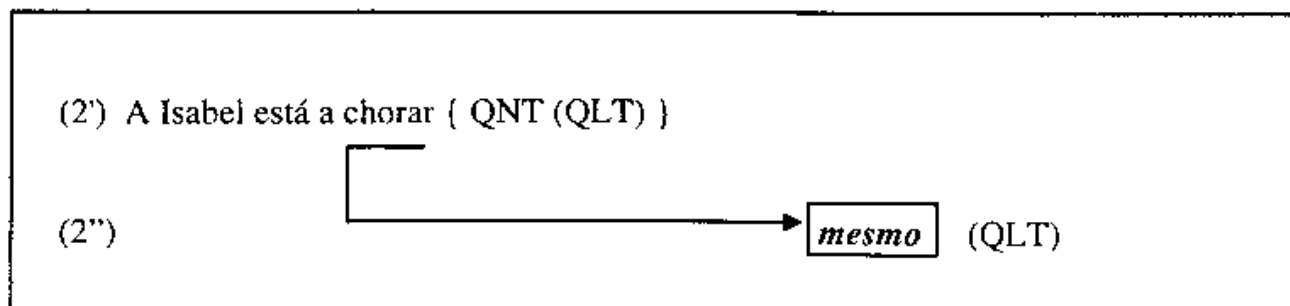 (2') A Isabel está a chorar { QNT (QLT) }
(2”) mesmo (QLT)